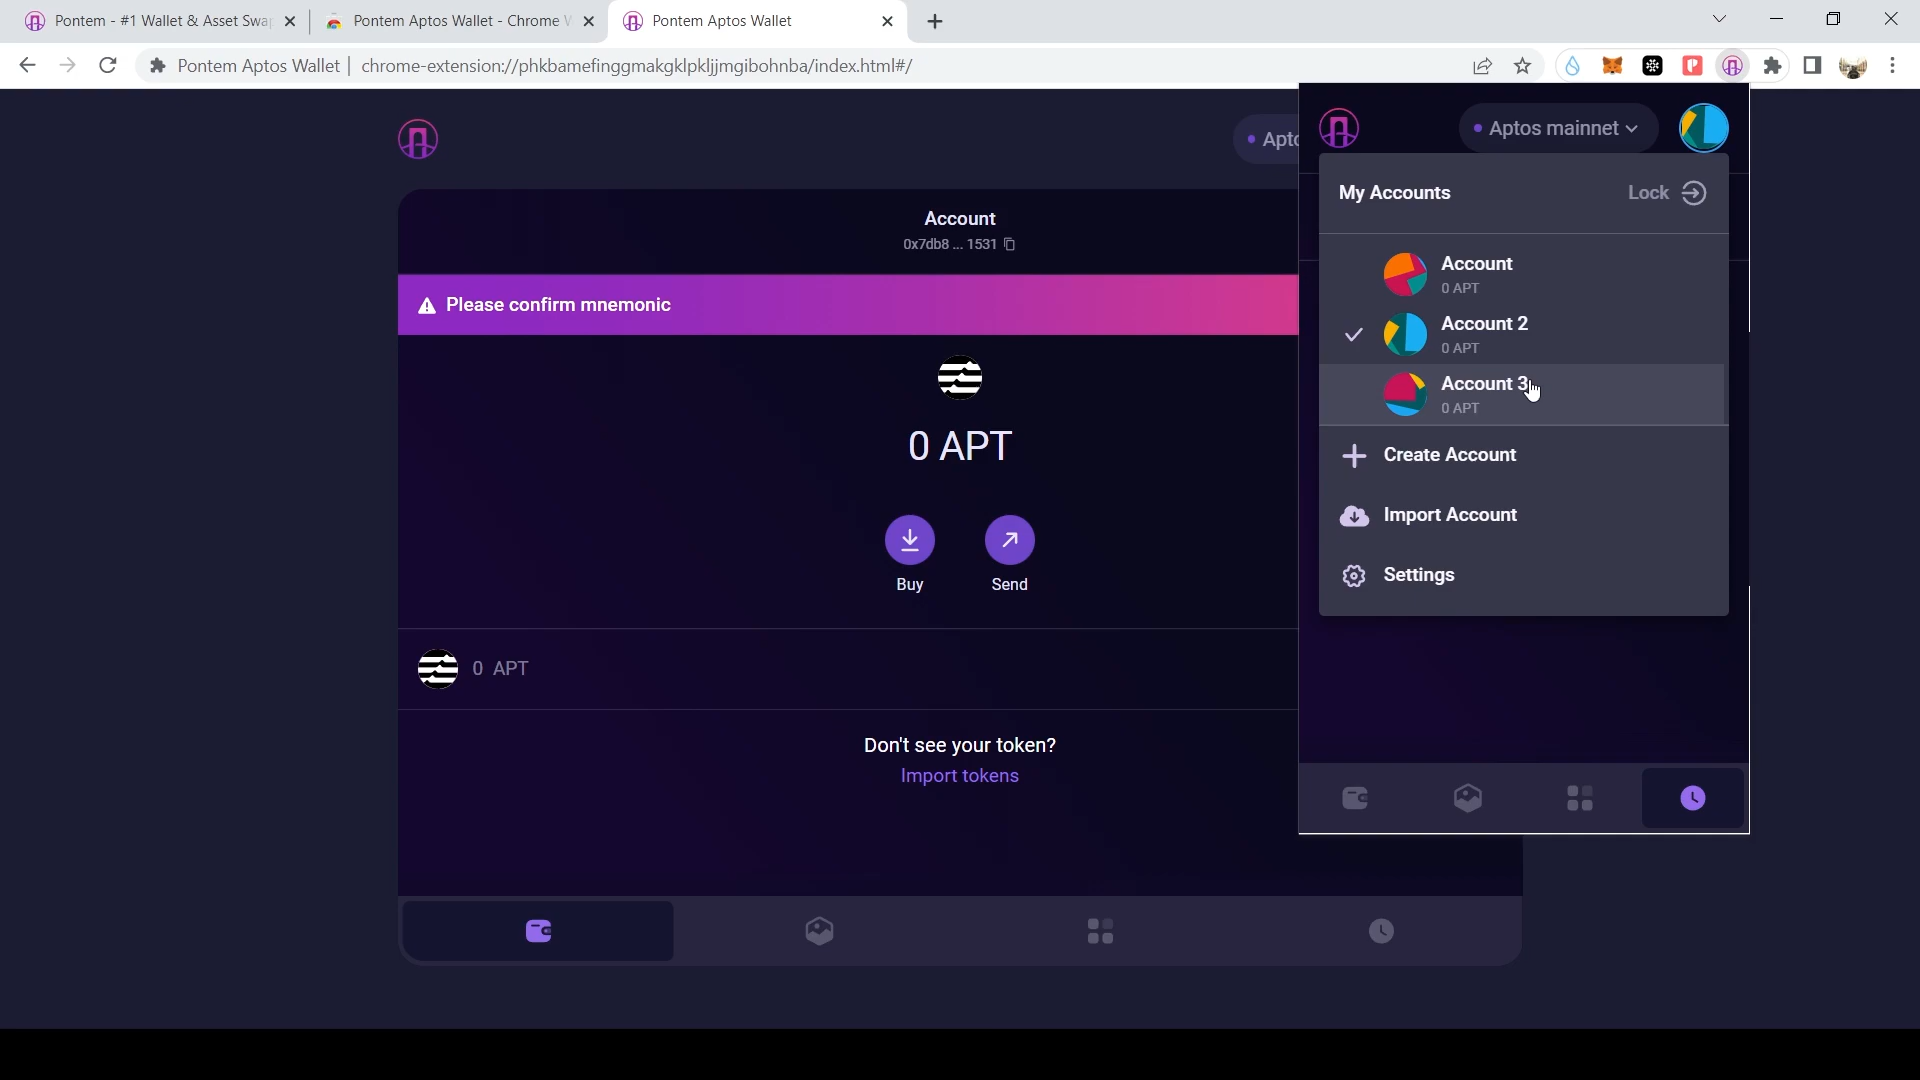 Pontem - #1 Wallet & Asset Swa
Pontem Aptos Wallet - Chrome
Pontem Aptos Wallet
Pontem Aptos Wallet | chrome-extension://phkbamefinggmakgklpkljjmgibohnba/index.html#/
Apto
Account
0x7db8 ... 1531
Please confirm mnemonic
0 APT
Buy
Send
0 APT
Don't see your token?
Import tokens
Aptos mainnet
My Accounts
Lock
Account
0 APT
Account 2
0 APT
Account 3
0 APT
Create Account
Import Account
Settings